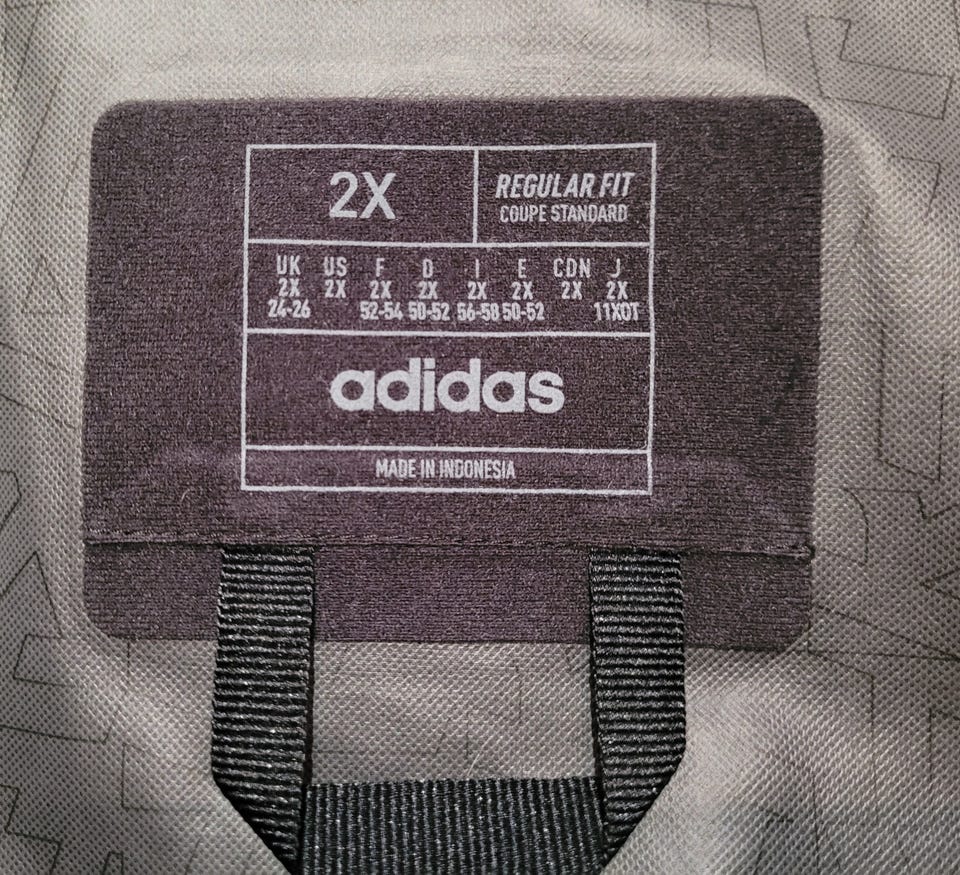 2X
REGULAR FIT
COUPE STANDARD
UK US F D I E CDN J
2X 2X 2X 2X 2X 2X 2X 2X
24-26 52-54 50-52 56-58 50-52 11XOT
adidas
MADE IN INDONESIA